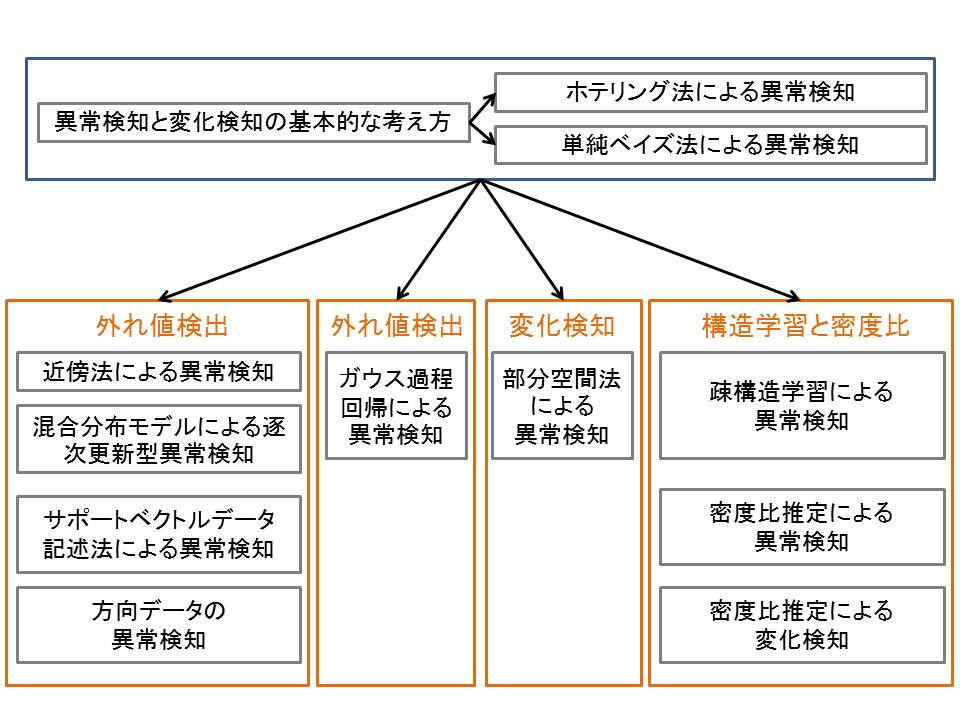 異常検知と変化検知の基本的な考え方
ホテリング法による異常検知
単純ベイズ法による異常検知
外れ値検出
近傍法による異常検知
混合分布モデルによる逐
次更新型異常検知
サポートベクトルデータ
記述法による異常検知
方向データの
異常検知
外れ値検出
ガウス過程
回帰による
異常検知
変化検知
部分空間法
による
異常検知
構造学習と密度比
疎構造学習による
異常検知
密度比推定による
異常検知
密度比推定による
変化検知